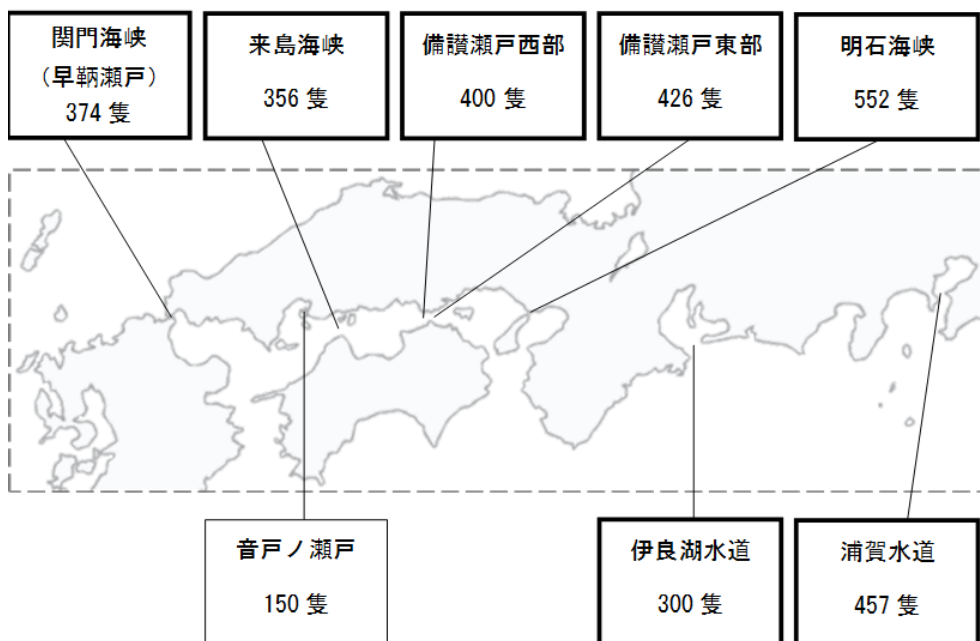 関門海峡
（早鞆瀬戸）
374 隻
来島海峡
356 隻
備讃瀬戸西部
400 隻
備讃瀬戸東部
426 隻
明石海峡
552 隻
音戸ノ瀬戸
150 隻
伊良湖水道
300 隻
浦賀水道
457 隻